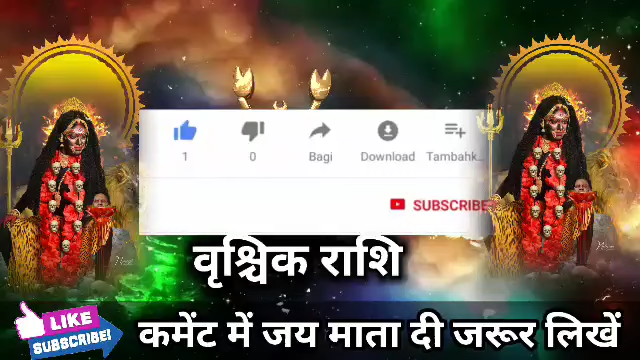 1
0
Bagi
Download
Tambahk...
SUBSCRIBE
वृश्चिक राशि
LIKE
SUBSCRIBE!
कमेंट में जय माता दी जरूर लिखें